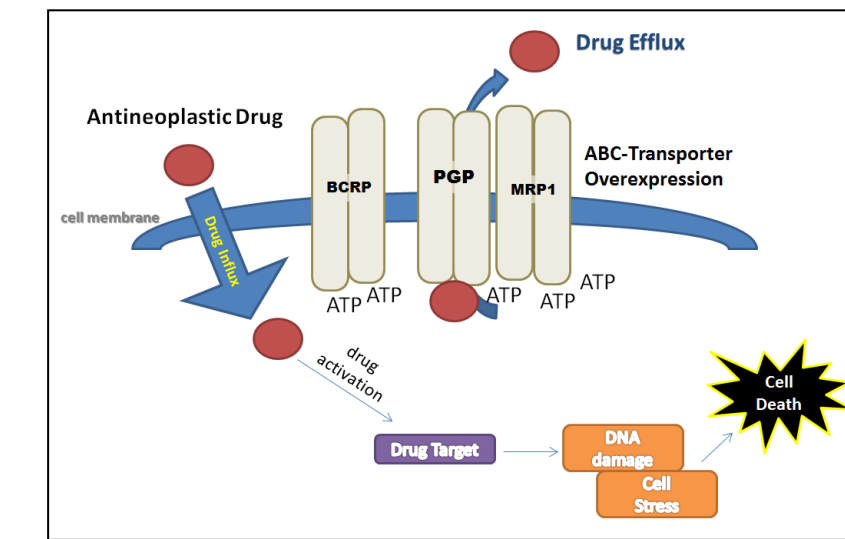 Drug Efflux
Antineoplastic Drug
ABC-Transporter
Overexpression
BCRP
PGP
MRP1
cell membrane
Drug Influx
ATP
ATP
ATP
ATP
ATP
drug
activation
Cell
Death
Drug Target
DNA
damage
Cell
Stress